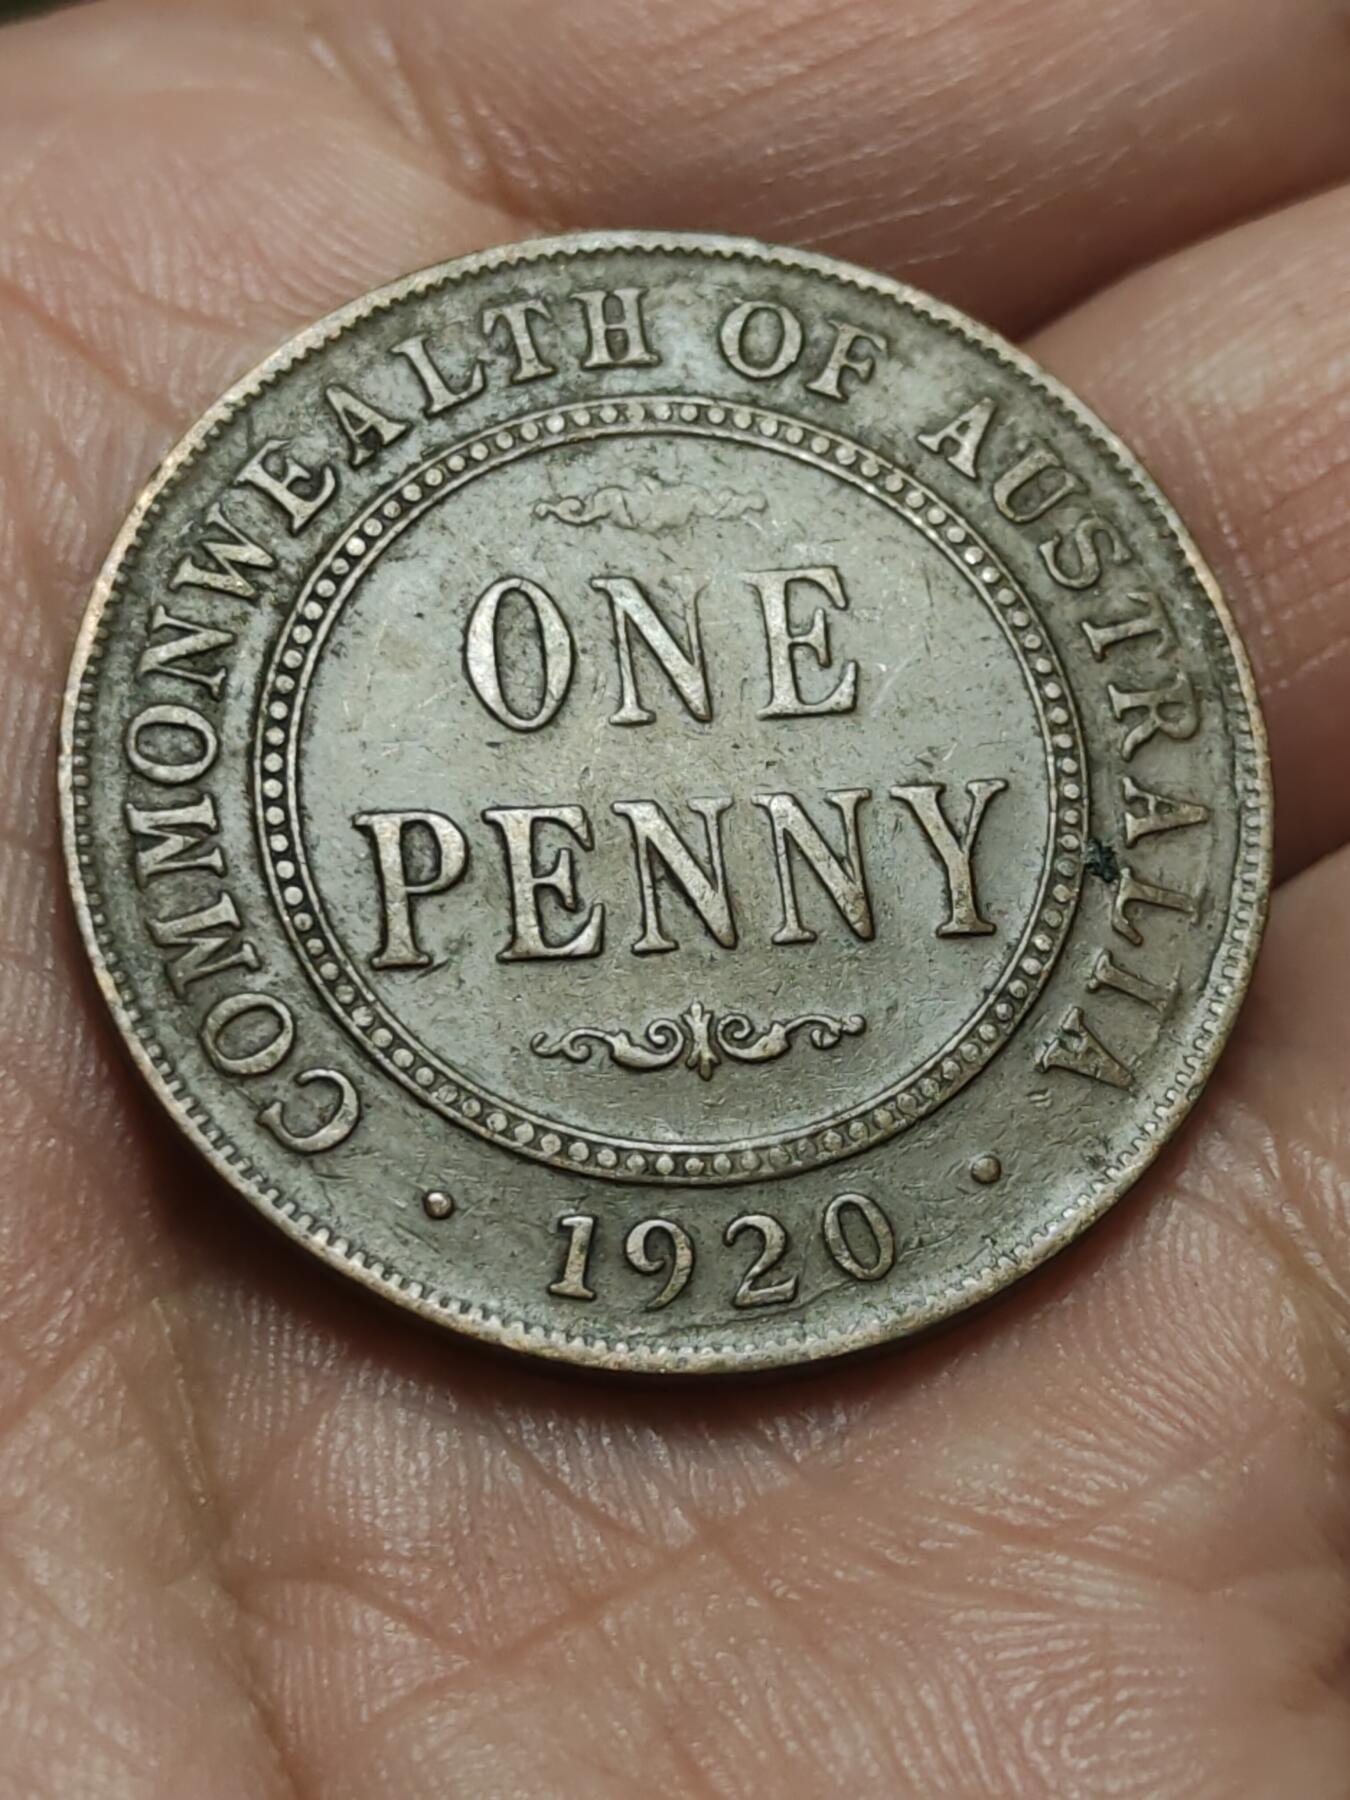 COMMONWEALTH OF AUSTRALIA
ONE
PENNY
· 1920 ·